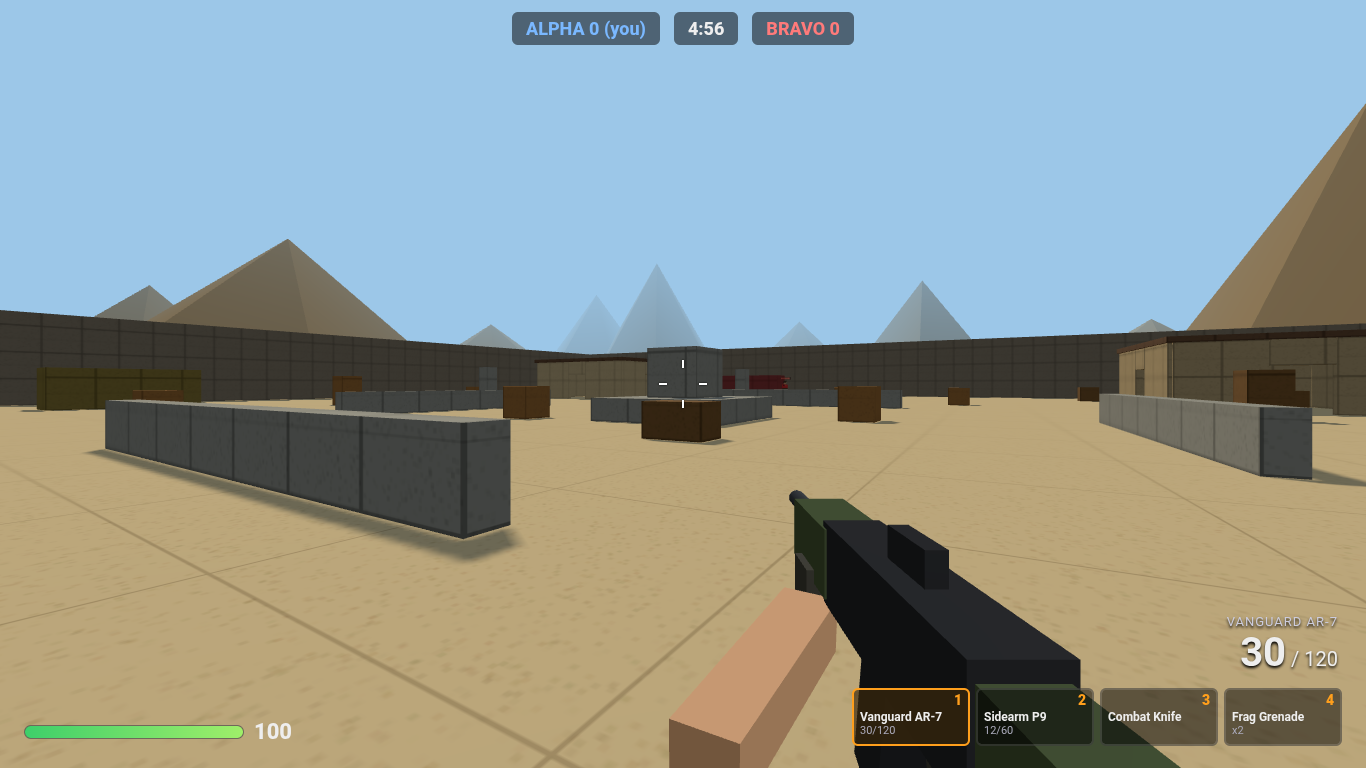 ALPHA 0 (you)
4:56
BRAVO 0
VANGUARD AR-7
30 / 120
100
1
Vanguard AR-7
30/120
2
Sidearm P9
12/60
3
Combat Knife
4
Frag Grenade
x2